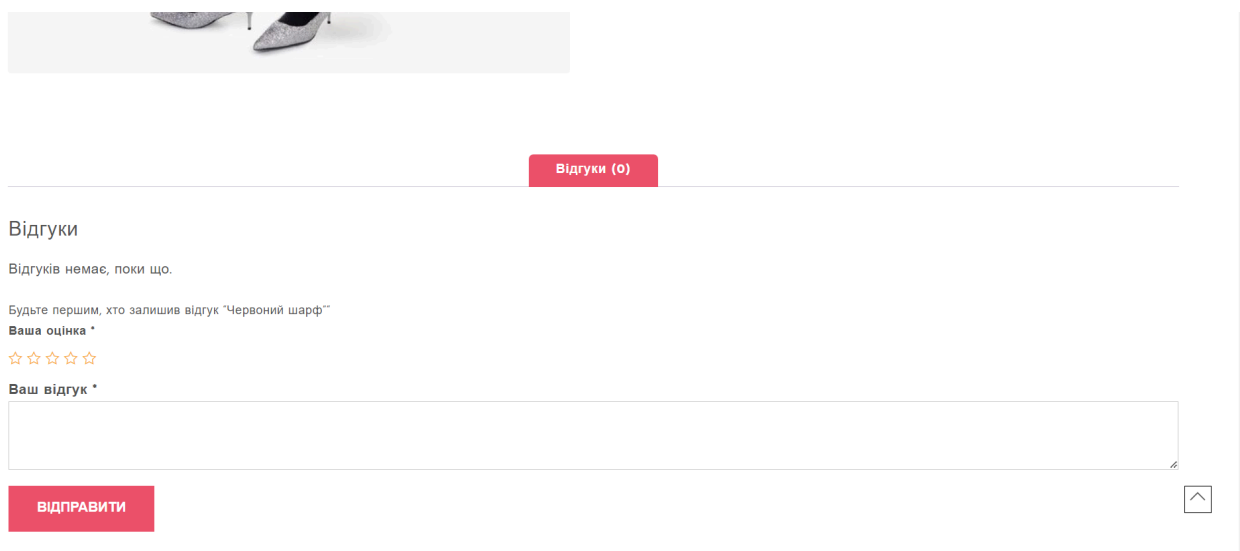 Відгуки (0)
Відгуки
Відгуків немає, поки що.
Будьте першим, хто залишив відгук “Червоний шарф””
Ваша оцінка *
Ваш відгук *
ВІДПРАВИТИ